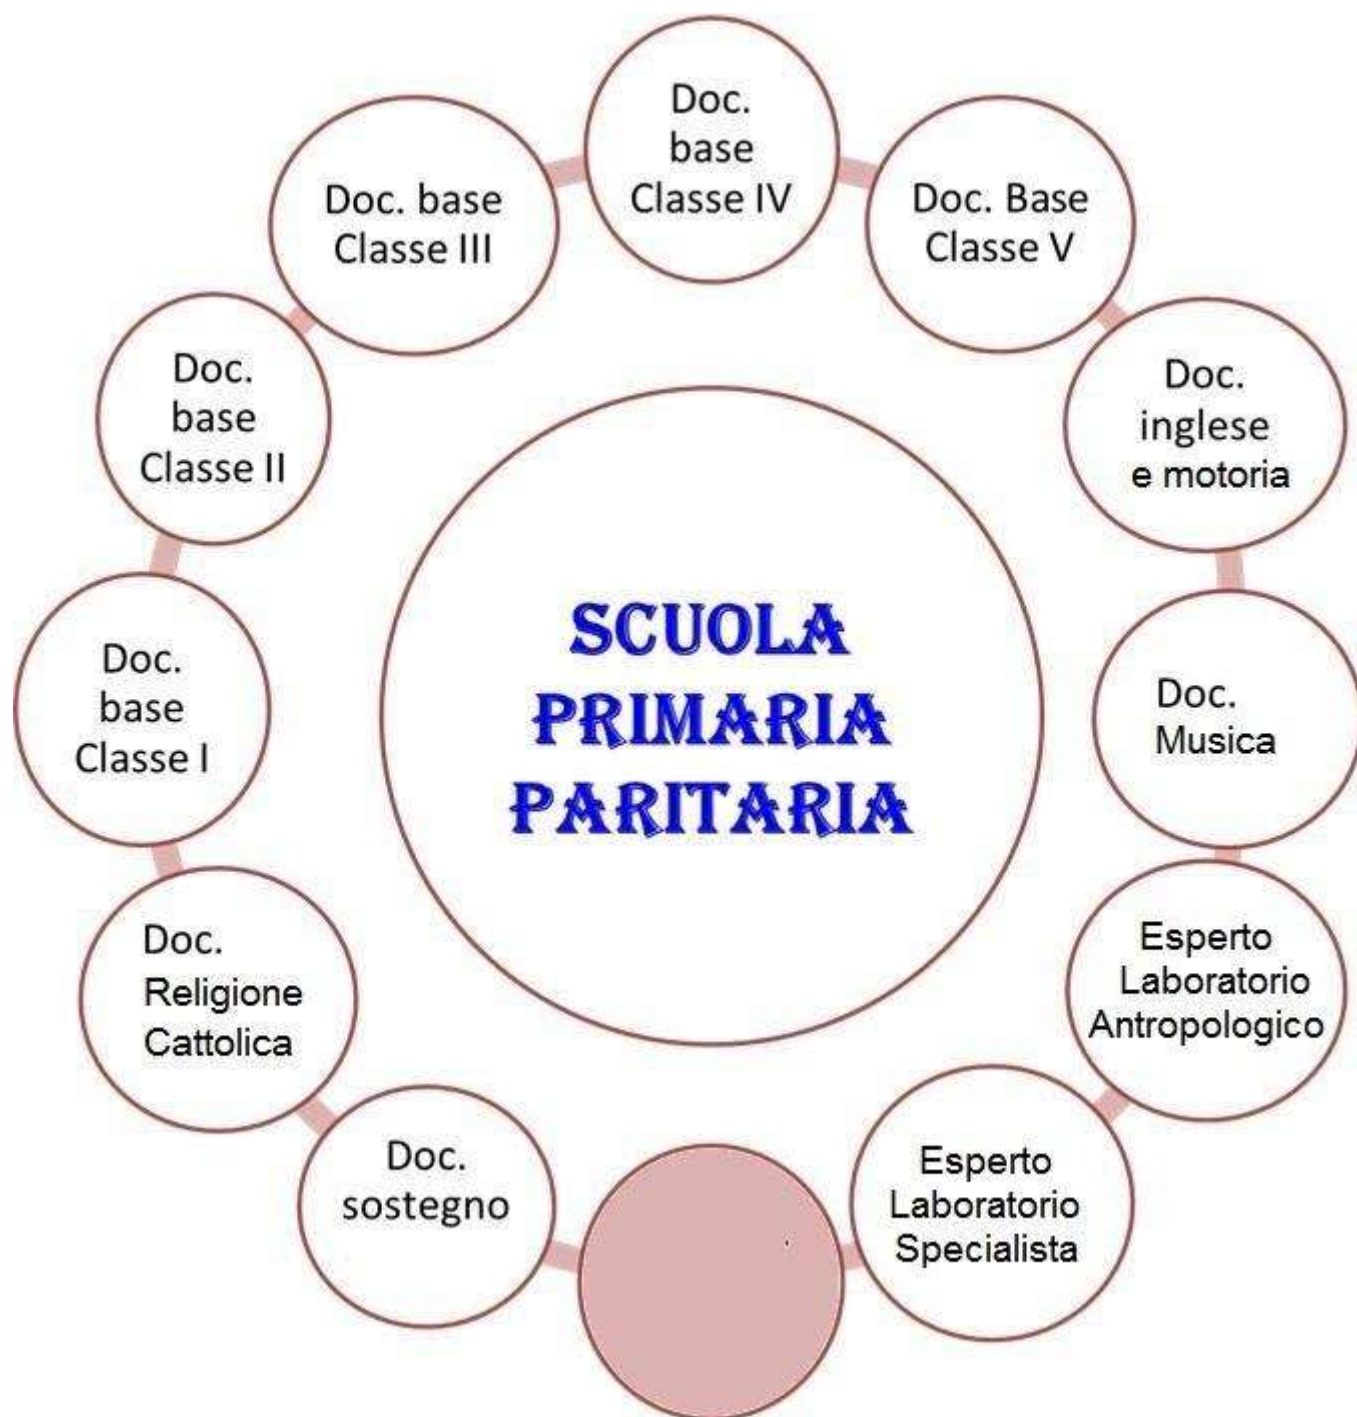 Doc.
base
Classe IV
Doc. Base
Classe V
Doc.
inglese
e motoria
Doc.
Musica
Esperto
Laboratorio
Antropologico
Esperto
Laboratorio
Specialista
Doc.
sostegno
Doc.
Religione
Cattolica
Doc.
base
Classe I
Doc.
base
Classe II
Doc. base
Classe III
SCUOLA
PRIMARIA
PARITARIA